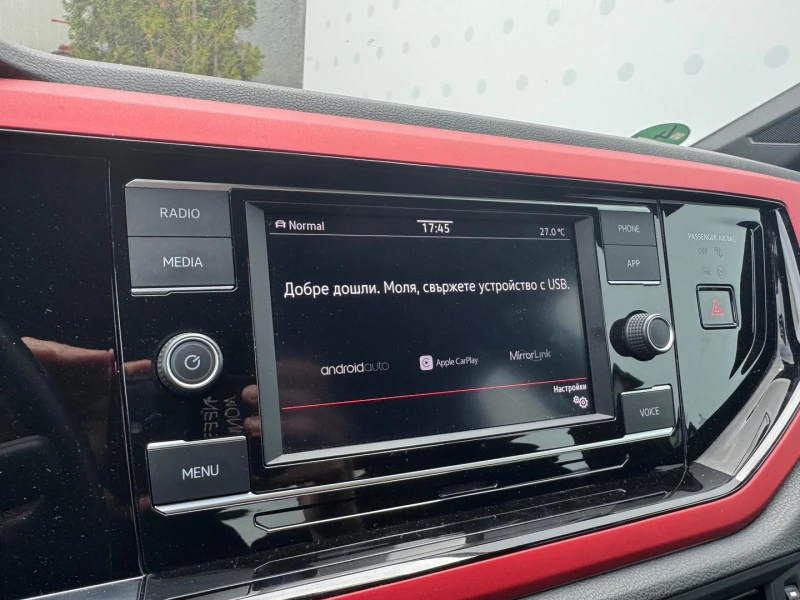 RADIO
MEDIA
MENU
Normal
17:45
27.0 °C
Добре дошли. Моля, свържете устройство с USB.
androidauto
Apple CarPlay
MirrorLink
Настройки
PHONE
APP
VOICE
PASSENGER AIR BAG
OFF